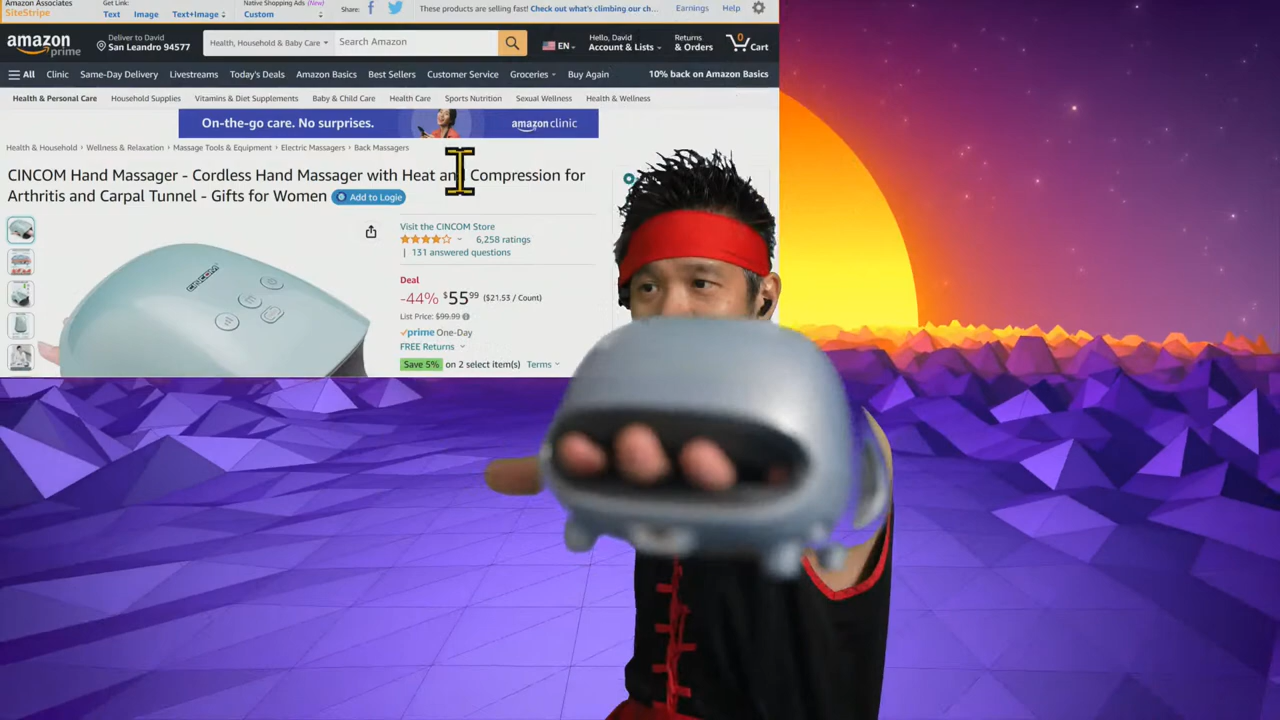 Amazon Associates
SiteStripe
Get Link:
Text Image Text+Image
Native Shopping Ads (New)
Custom
Share:
These products are selling fast! Check out what's climbing our ch...
Earnings Help
amazon prime
Deliver to David
San Leandro 94577
Health, Household & Baby Care
Search Amazon
EN
Hello, David
Account & Lists
Returns
& Orders
0
Cart
All Clinic Same-Day Delivery Livestreams Today's Deals Amazon Basics Best Sellers Customer Service Groceries Buy Again 10% back on Amazon Basics
Health & Personal Care Household Supplies Vitamins & Diet Supplements Baby & Child Care Health Care Sports Nutrition Sexual Wellness Health & Wellness
On-the-go care. No surprises. amazon clinic
Health & Household › Wellness & Relaxation › Massage Tools & Equipment › Electric Massagers › Back Massagers
CINCOM Hand Massager - Cordless Hand Massager with Heat and Compression for
Arthritis and Carpal Tunnel - Gifts for Women Add to Logie
Visit the CINCOM Store
6,258 ratings
| 131 answered questions
CINCOM
Deal
-44% $55 99 ($21.53 / Count)
List Price: $99.99
prime One-Day
FREE Returns
Save 5% on 2 select item(s) Terms